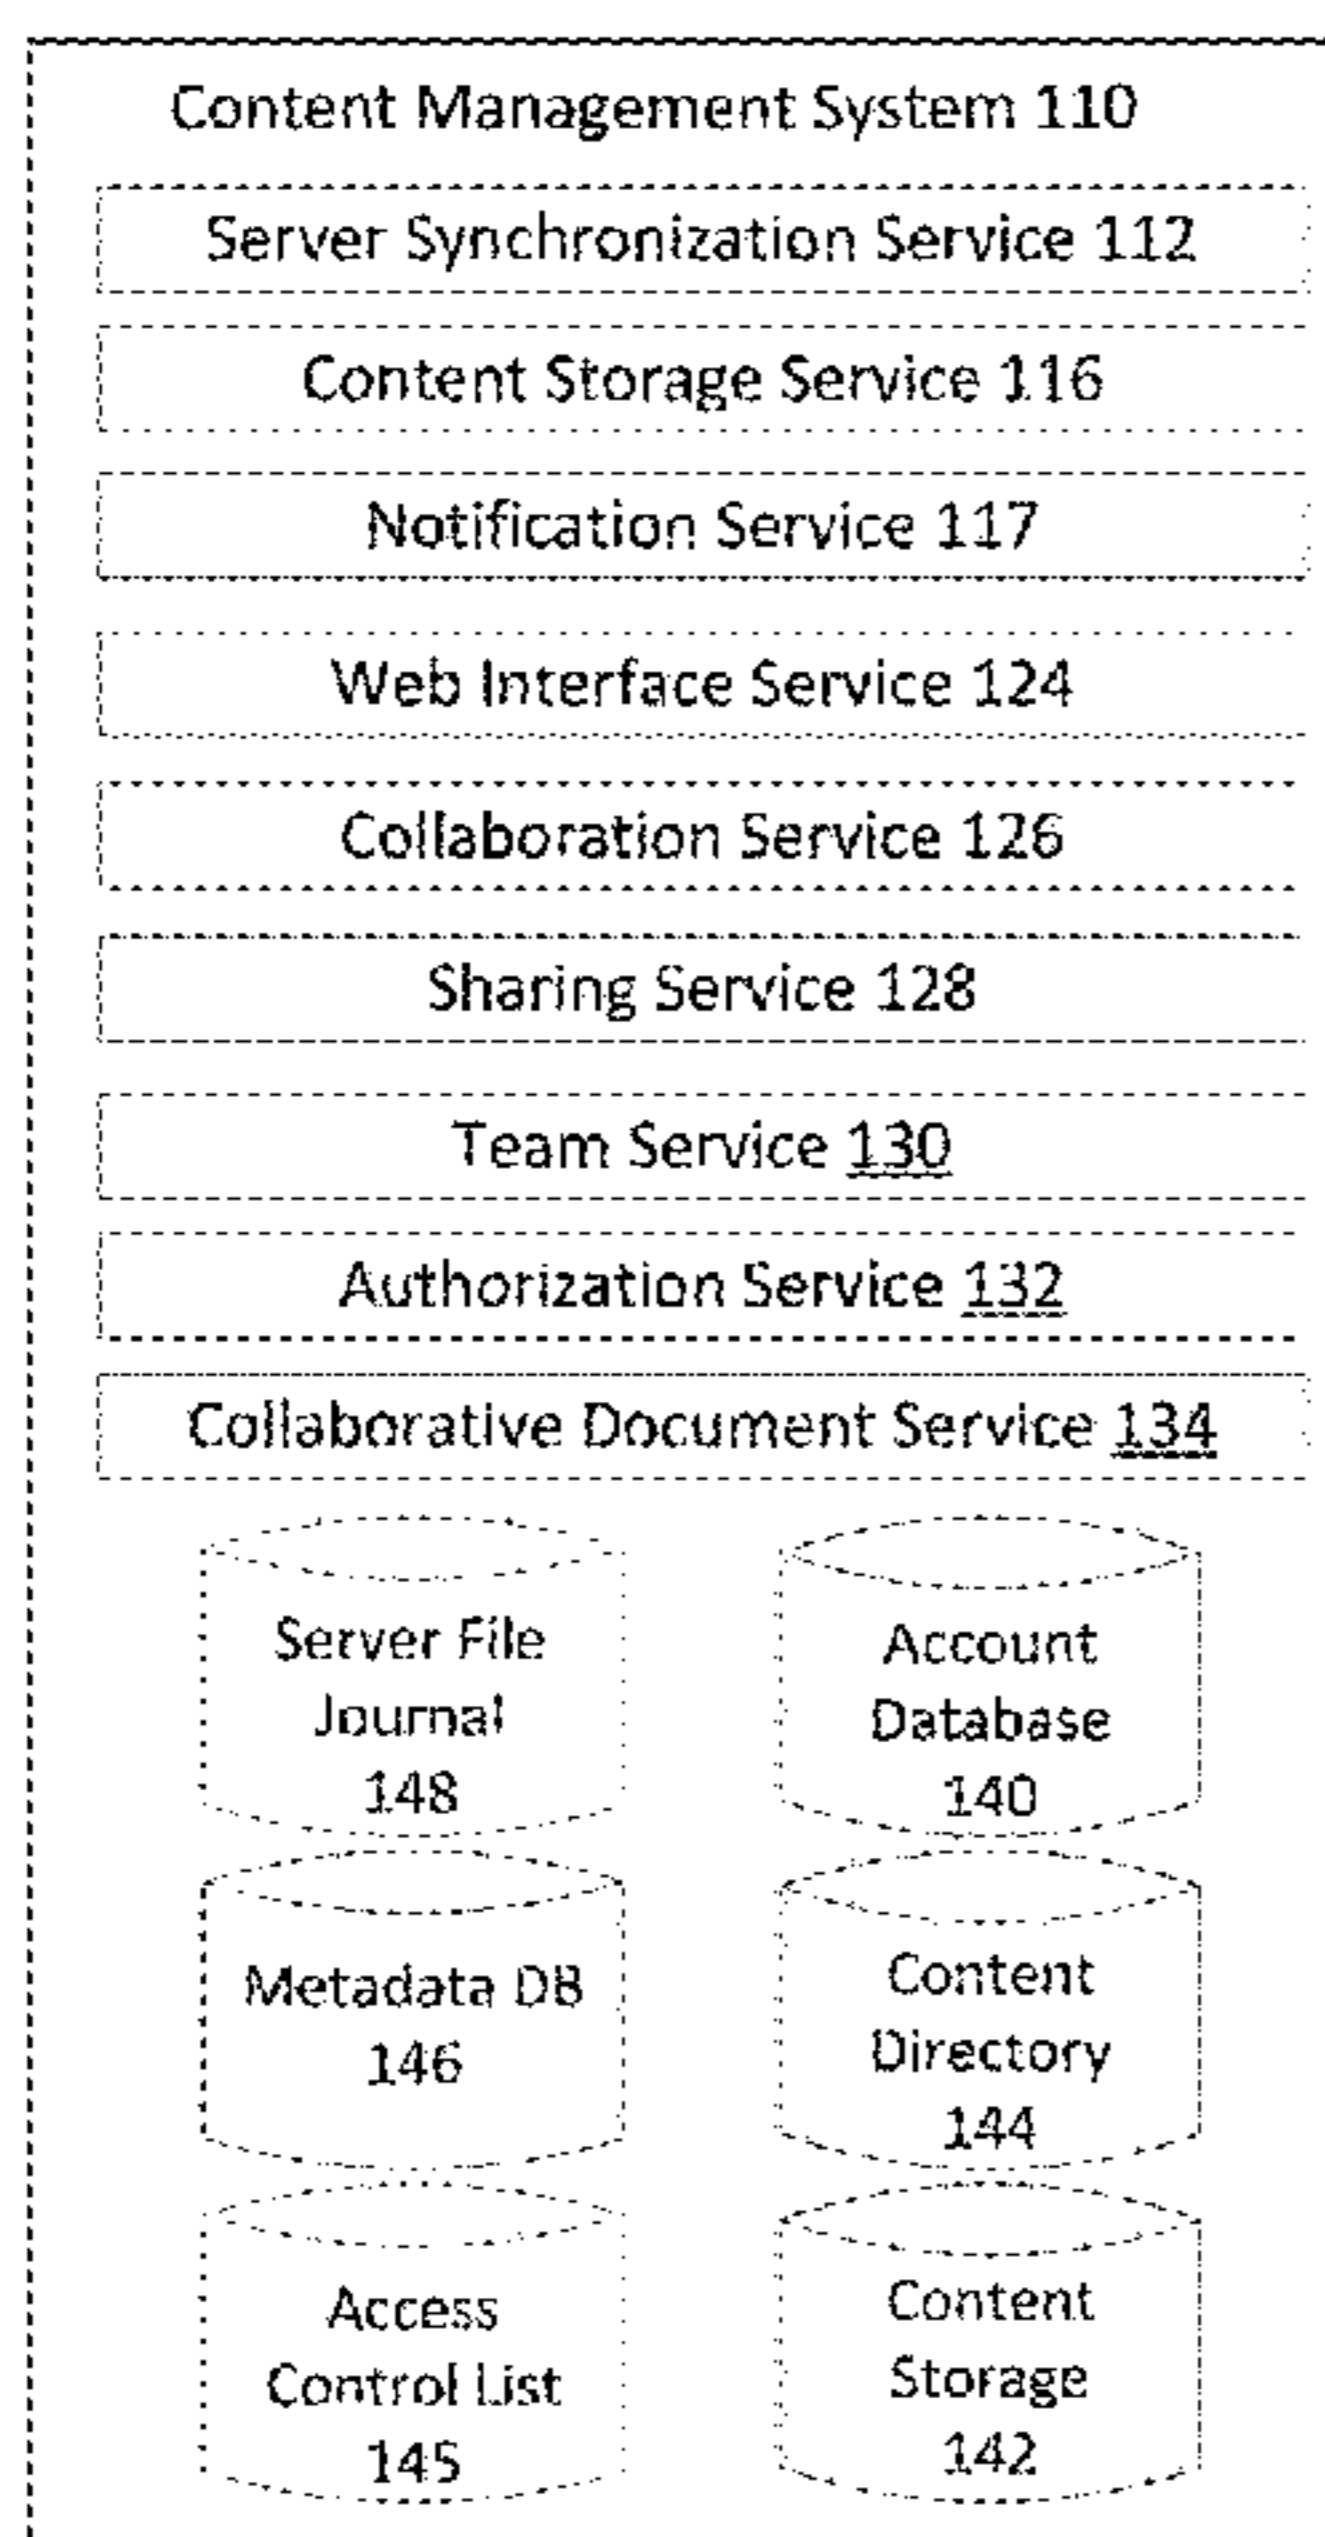 Content Management System 110
Server Synchronization Service 112
Content Storage Service 116
Notification Service 117
Web Interface Service 124
Collaboration Service 126
Sharing Service 128
Team Service 130
Authorization Service 132
Collaborative Document Service 134
Server File
Journal
148
Account
Database
140
Metadata DB
146
Content
Directory
144
Access
Control List
145
Content
Storage
142